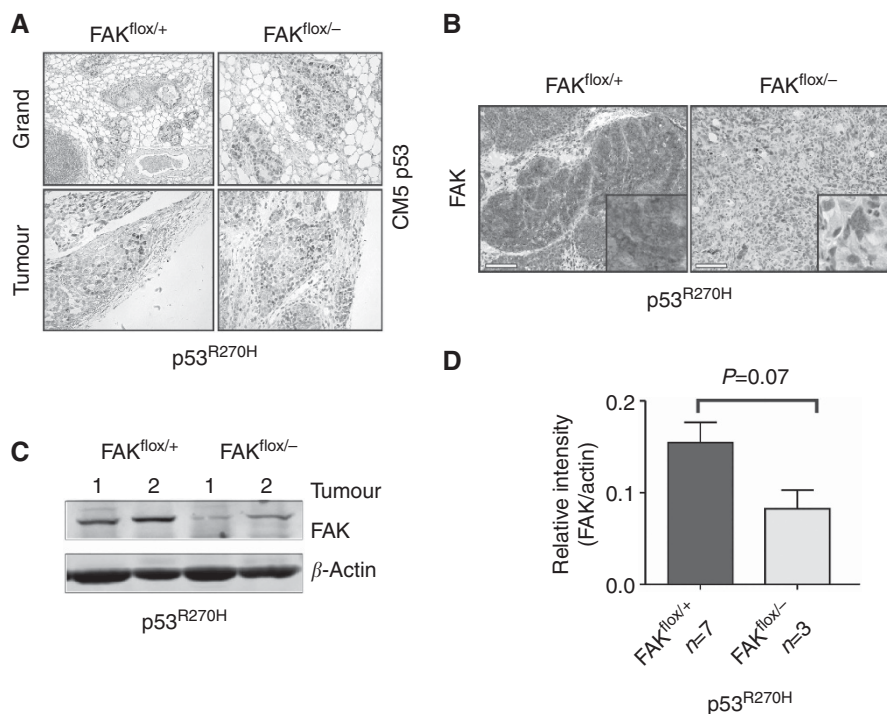 A
FAK^flox/+ FAK^flox/–
Grand
Tumour
CM5 p53
p53^R270H
B
FAK^flox/+ FAK^flox/–
FAK
p53^R270H
C
FAK^flox/+ FAK^flox/–
1 2 1 2 Tumour
FAK
β-Actin
p53^R270H
D
P=0.07
Relative intensity
(FAK/actin)
0.2
0.1
0.0
FAK^flox/+
n=7
FAK^flox/–
n=3
p53^R270H